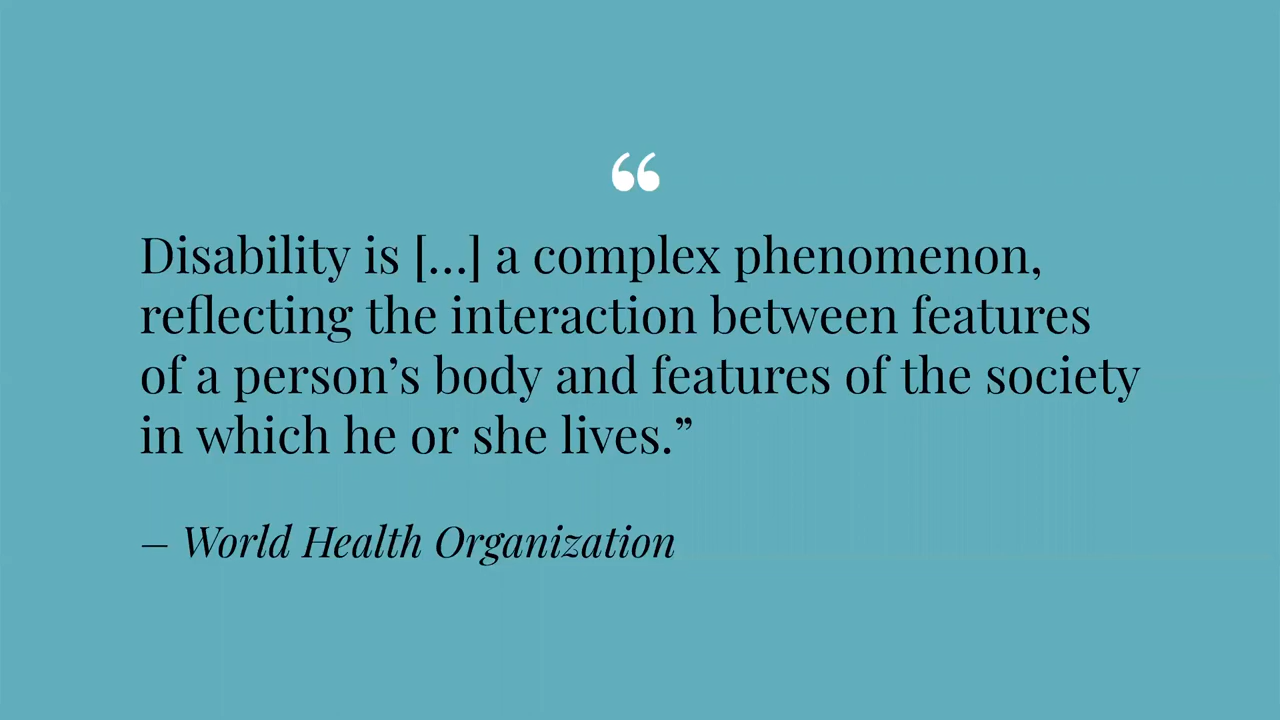 “
Disability is [...] a complex phenomenon,
reflecting the interaction between features
of a person’s body and features of the society
in which he or she lives.”
– World Health Organization